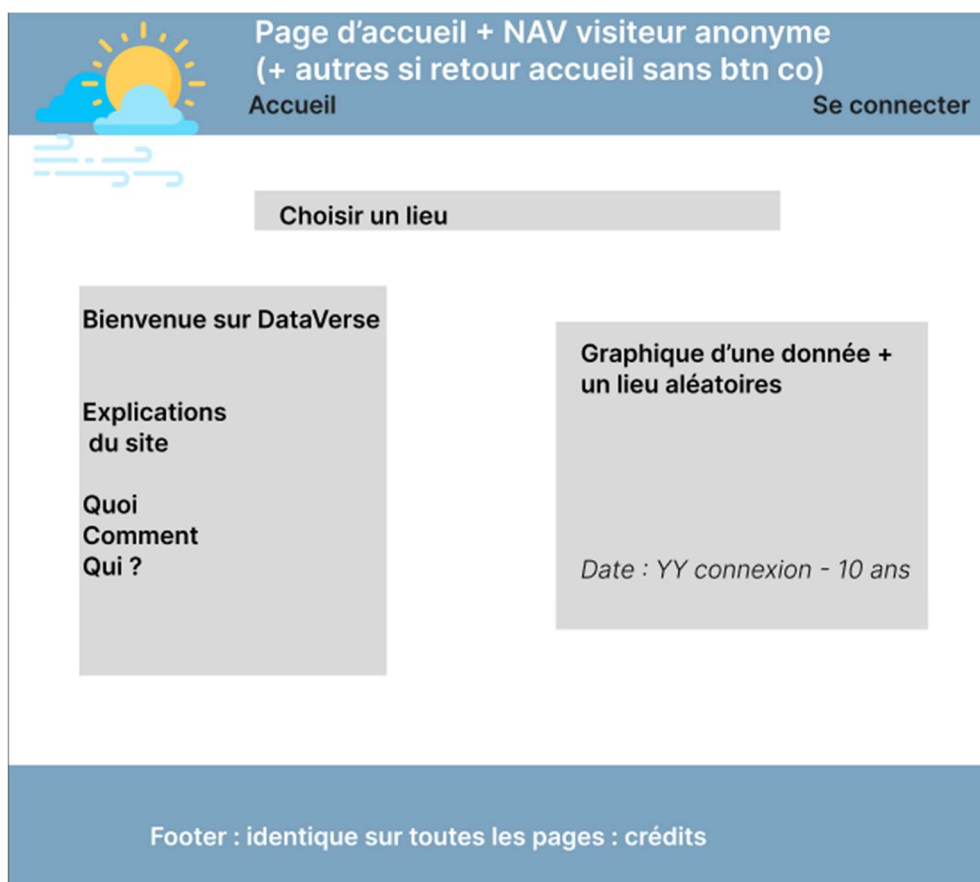 Page d’accueil + NAV visiteur anonyme
(+ autres si retour accueil sans btn co)
Accueil
Se connecter
Choisir un lieu
Bienvenue sur DataVerse
Explications
du site
Quoi
Comment
Qui ?
Graphique d’une donnée +
un lieu aléatoires
Date : YY connexion - 10 ans
Footer : identique sur toutes les pages : crédits